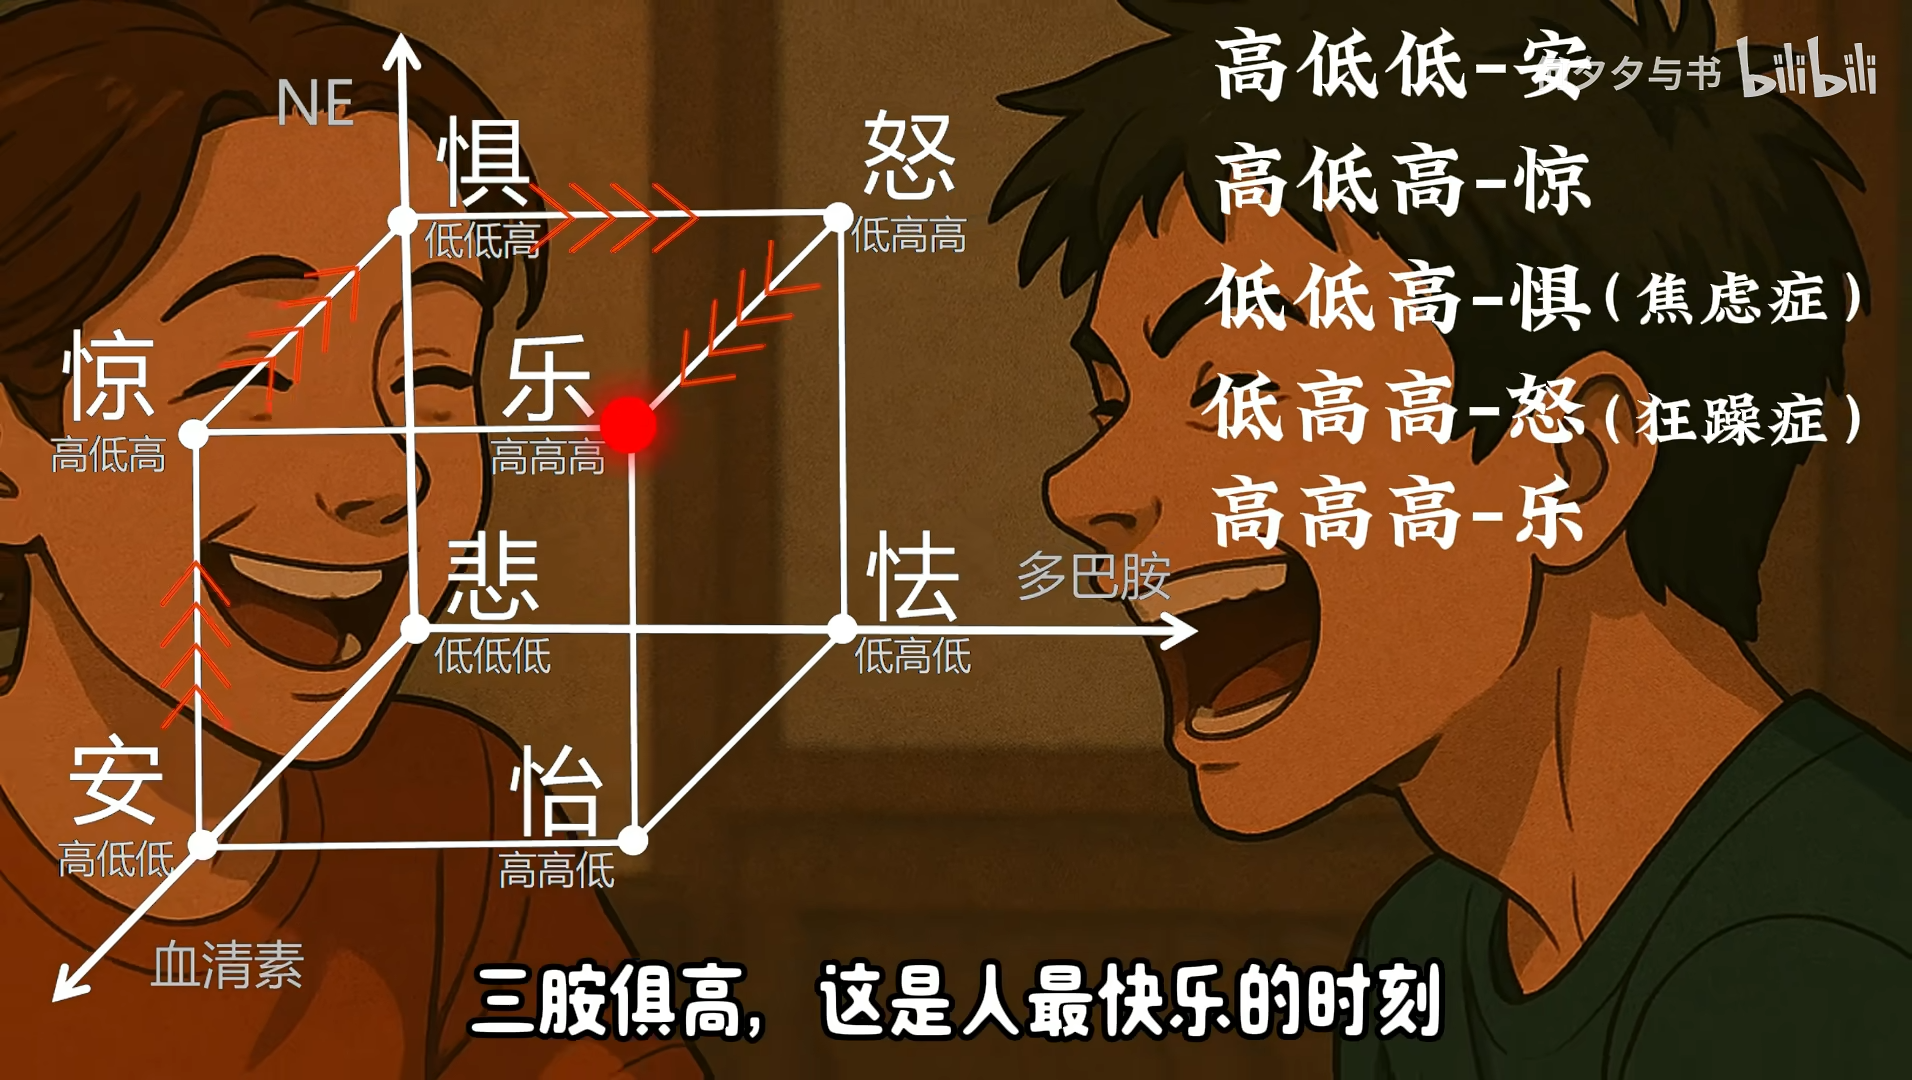 NE
惧
低低高
怒
低高高
惊
高低高
乐
高高高
悲
低低低
怯
低高低
多巴胺
安
高低低
怡
高高低
血清素
高低低-安
夕夕与书 bilibili
高低高-惊
低低高-惧(焦虑症)
低高高-怒(狂躁症)
高高高-乐
三胺俱高，这是人最快乐的时刻